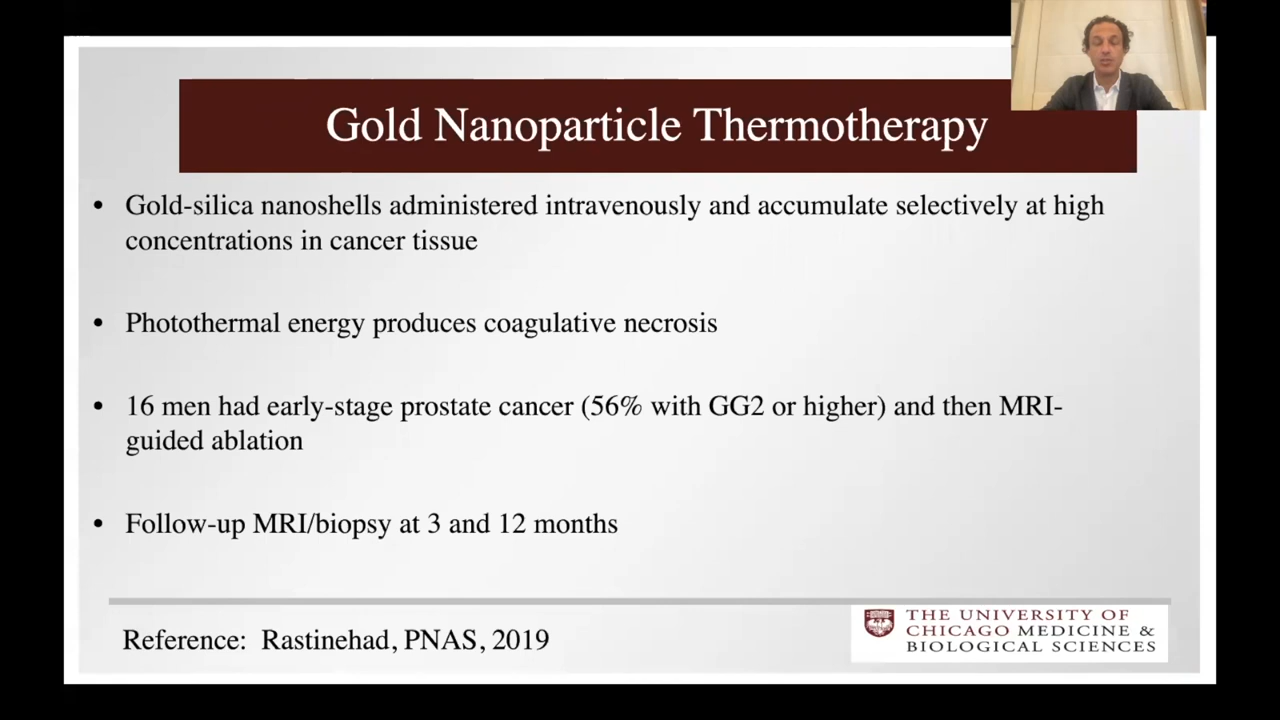 Gold Nanoparticle Thermotherapy
• Gold-silica nanoshells administered intravenously and accumulate selectively at high
concentrations in cancer tissue
• Photothermal energy produces coagulative necrosis
• 16 men had early-stage prostate cancer (56% with GG2 or higher) and then MRI-
guided ablation
• Follow-up MRI/biopsy at 3 and 12 months
Reference: Rastinehad, PNAS, 2019
THE UNIVERSITY OF
CHICAGO MEDICINE &
BIOLOGICAL SCIENCES